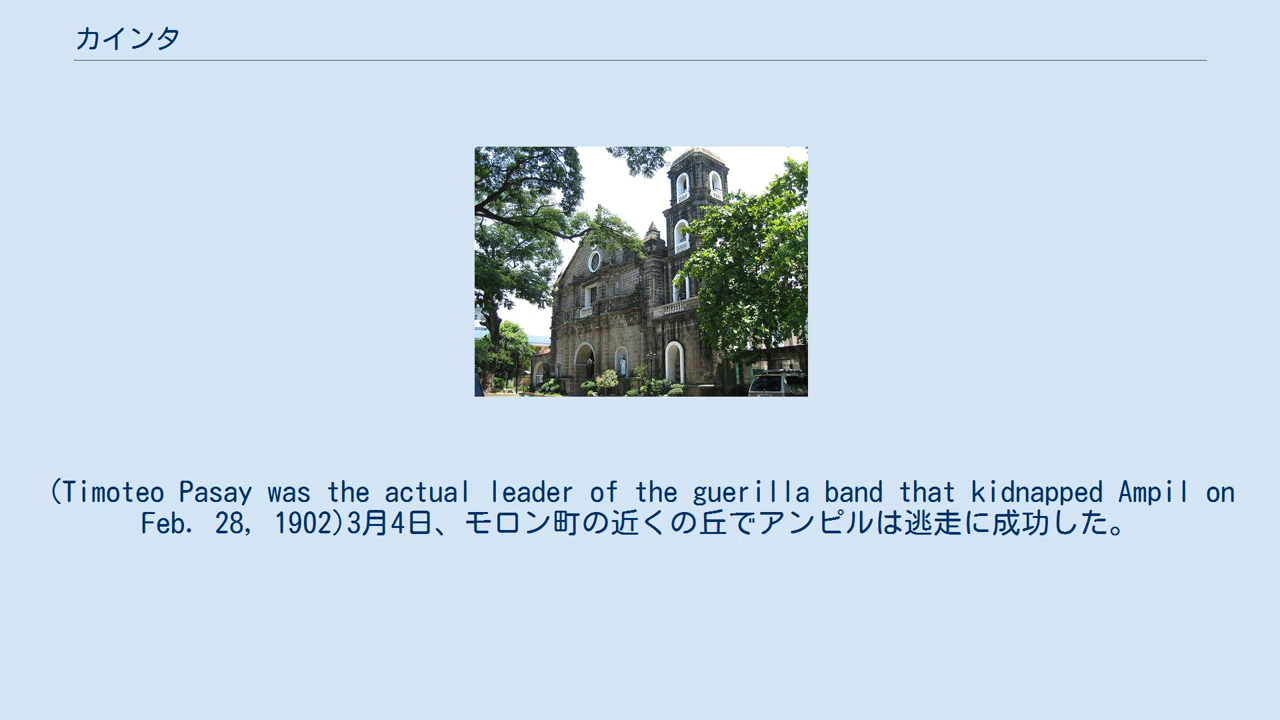 カインタ
(Timoteo Pasay was the actual leader of the guerilla band that kidnapped Ampil on
Feb. 28, 1902)3月4日、モロン町の近くの丘でアンピルは逃走に成功した。